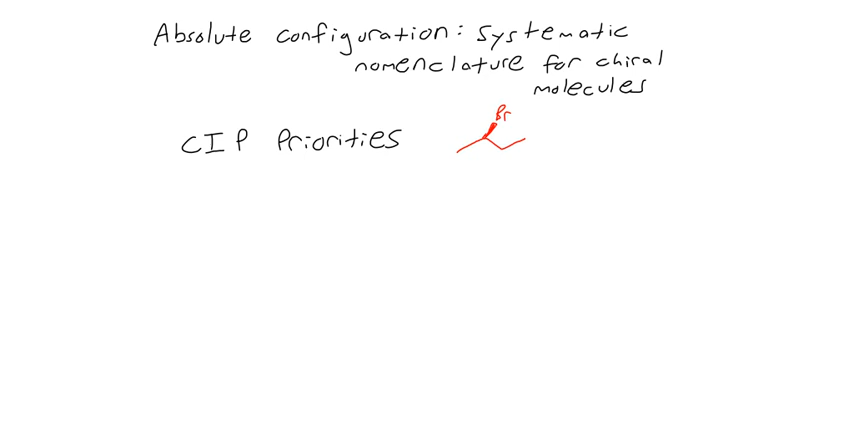 Absolute configuration: systematic
nomenclature for chiral
molecules
Br
CIP Priorities